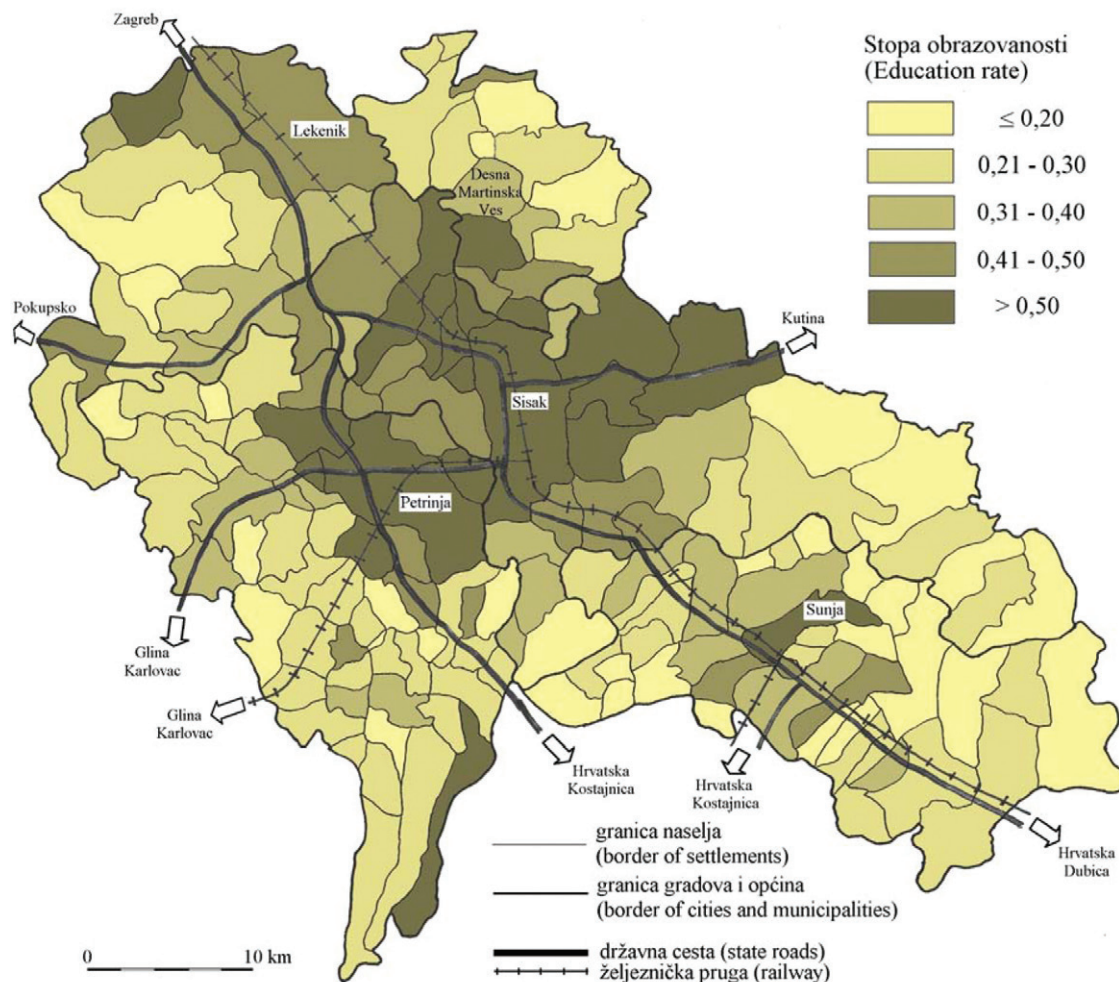 Zagreb
Stopa obrazovanosti
(Education rate)
≤ 0,20
0,21 - 0,30
0,31 - 0,40
0,41 - 0,50
> 0,50
Lekenik
Desna
Martinska
Ves
Pokupsko
Kutina
Sisak
Petrinja
Sunja
Glina
Karlovac
Glina
Karlovac
Hrvatska
Kostajnica
Hrvatska
Kostajnica
Hrvatska
Dubica
granica naselja
(border of settlements)
granica gradova i općina
(border of cities and municipalities)
državna cesta (state roads)
željeznička pruga (railway)
0 10 km